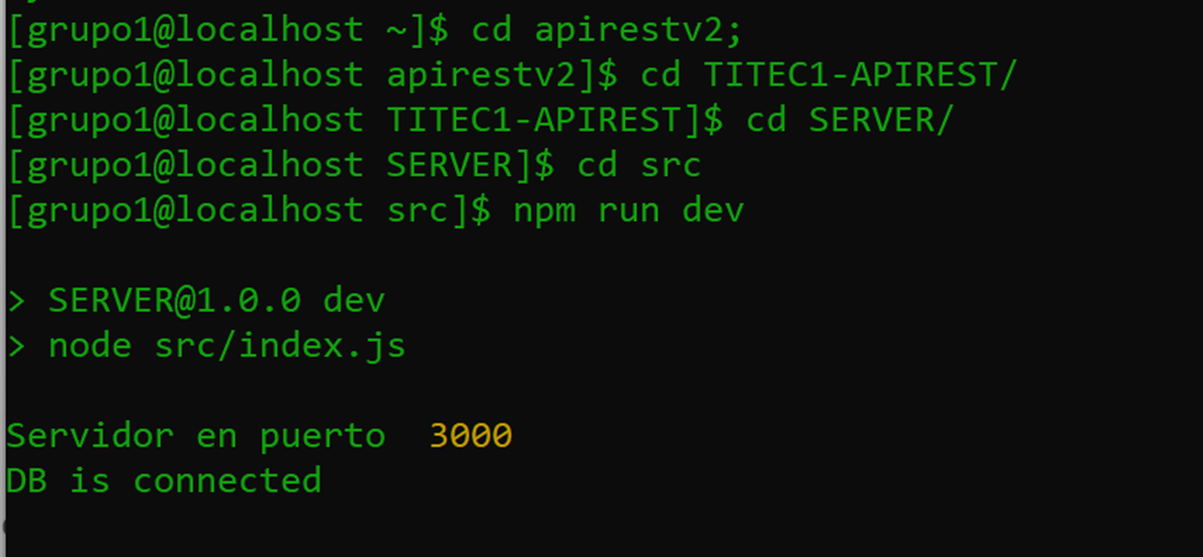 [grupo1@localhost ~]$ cd apirestv2;
[grupo1@localhost apirestv2]$ cd TITEC1-APIREST/
[grupo1@localhost TITEC1-APIREST]$ cd SERVER/
[grupo1@localhost SERVER]$ cd src
[grupo1@localhost src]$ npm run dev
> SERVER@1.0.0 dev
> node src/index.js
Servidor en puerto  3000
DB is connected